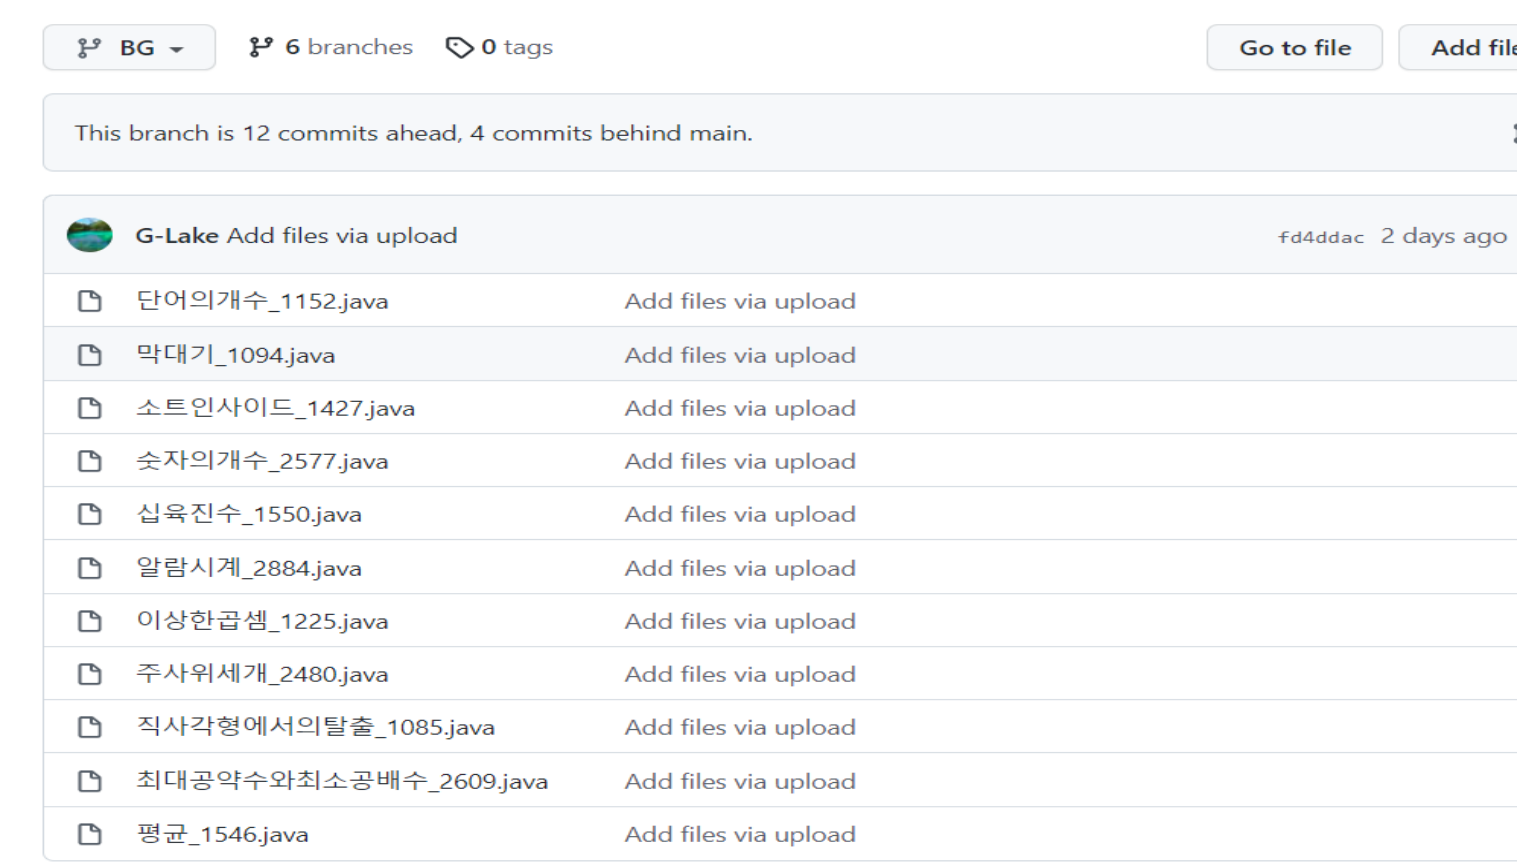 BG 6 branches 0 tags Go to file Add file
This branch is 12 commits ahead, 4 commits behind main.
G-Lake Add files via upload fd4ddac 2 days ago
단어의개수_1152.java Add files via upload
막대기_1094.java Add files via upload
소트인사이드_1427.java Add files via upload
숫자의개수_2577.java Add files via upload
십육진수_1550.java Add files via upload
알람시계_2884.java Add files via upload
이상한곱셈_1225.java Add files via upload
주사위세개_2480.java Add files via upload
직사각형에서의탈출_1085.java Add files via upload
최대공약수와최소공배수_2609.java Add files via upload
평균_1546.java Add files via upload